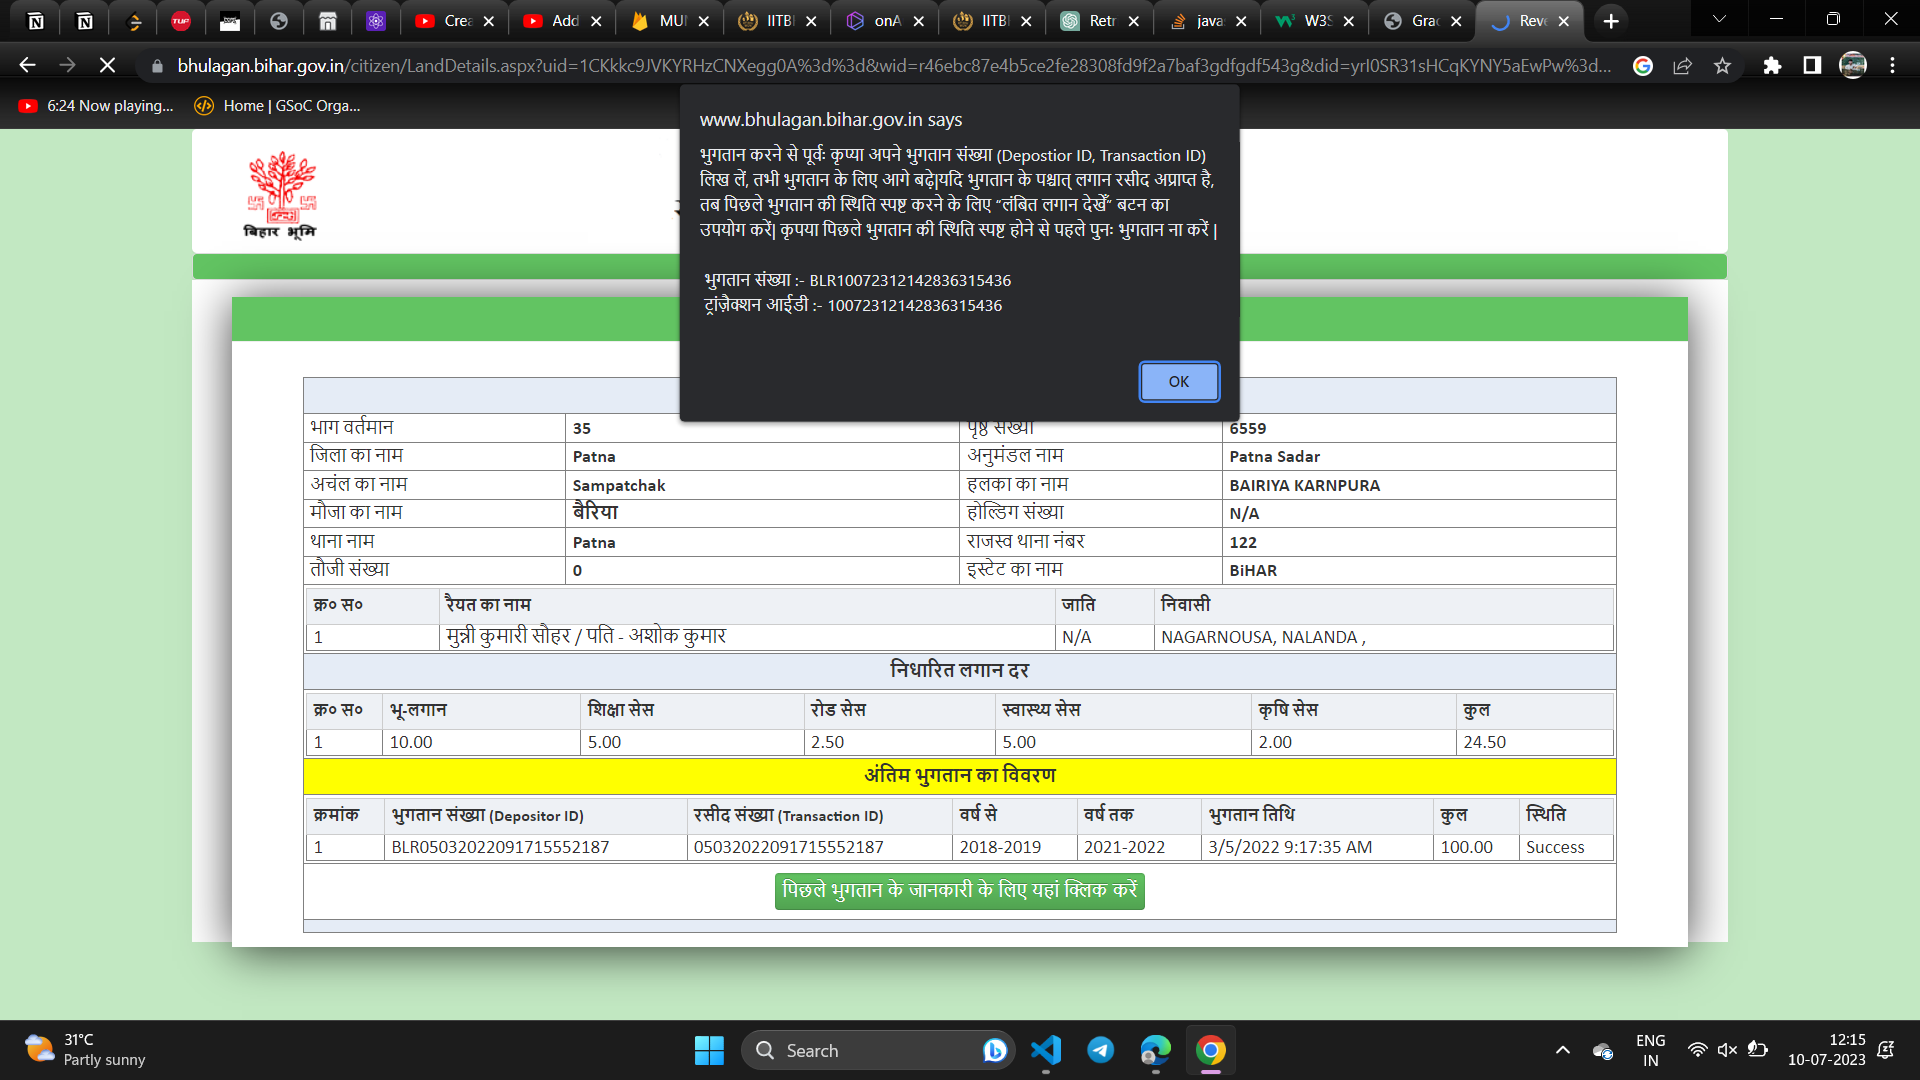 Crea
Add
MUI
IITBI
onA
IITBI
Retr
java
W3S
Grac
Reve
bhulagan.bihar.gov.in/citizen/LandDetails.aspx?uid=1CKkkc9JVKYRHzCNXegg0A%3d%3d&wid=r46ebc87e4b5ce2fe28308fd9f2a7baf3gdfgdf543g&did=yrI0SR31sHCqKYNY5aEwPw%3d...
6:24 Now playing...
Home | GSoC Orga...
बिहार भूमि
www.bhulagan.bihar.gov.in says
भुगतान करने से पूर्वः कृप्या अपने भुगतान संख्या (Depostior ID, Transaction ID)
लिख लें, तभी भुगतान के लिए आगे बढ़े|यदि भुगतान के पश्चात् लगान रसीद अप्राप्त है,
तब पिछले भुगतान की स्थिति स्पष्ट करने के लिए “लंबित लगान देखेँ” बटन का
उपयोग करें| कृपया पिछले भुगतान की स्थिति स्पष्ट होने से पहले पुनः भुगतान ना करें |
भुगतान संख्या :- BLR10072312142836315436
ट्रांज़ैक्शन आईडी :- 10072312142836315436
OK
भाग वर्तमान 35 पृष्ठ संख्या 6559
जिला का नाम Patna अनुमंडल नाम Patna Sadar
अचंल का नाम Sampatchak हलका का नाम BAIRIYA KARNPURA
मौजा का नाम बैरिया होल्डिग संख्या N/A
थाना नाम Patna राजस्व थाना नंबर 122
तौजी संख्या 0 इस्टेट का नाम BiHAR
क्र० स० रैयत का नाम जाति निवासी
1 मुन्नी कुमारी सौहर / पति - अशोक कुमार N/A NAGARNOUSA, NALANDA ,
निधारित लगान दर
क्र० स० भू-लगान शिक्षा सेस रोड सेस स्वास्थ्य सेस कृषि सेस कुल
1 10.00 5.00 2.50 5.00 2.00 24.50
अंतिम भुगतान का विवरण
क्रमांक भुगतान संख्या (Depositor ID) रसीद संख्या (Transaction ID) वर्ष से वर्ष तक भुगतान तिथि कुल स्थिति
1 BLR05032022091715552187 05032022091715552187 2018-2019 2021-2022 3/5/2022 9:17:35 AM 100.00 Success
पिछले भुगतान के जानकारी के लिए यहां क्लिक करें
31°C
Partly sunny
Search
ENG
IN
12:15
10-07-2023